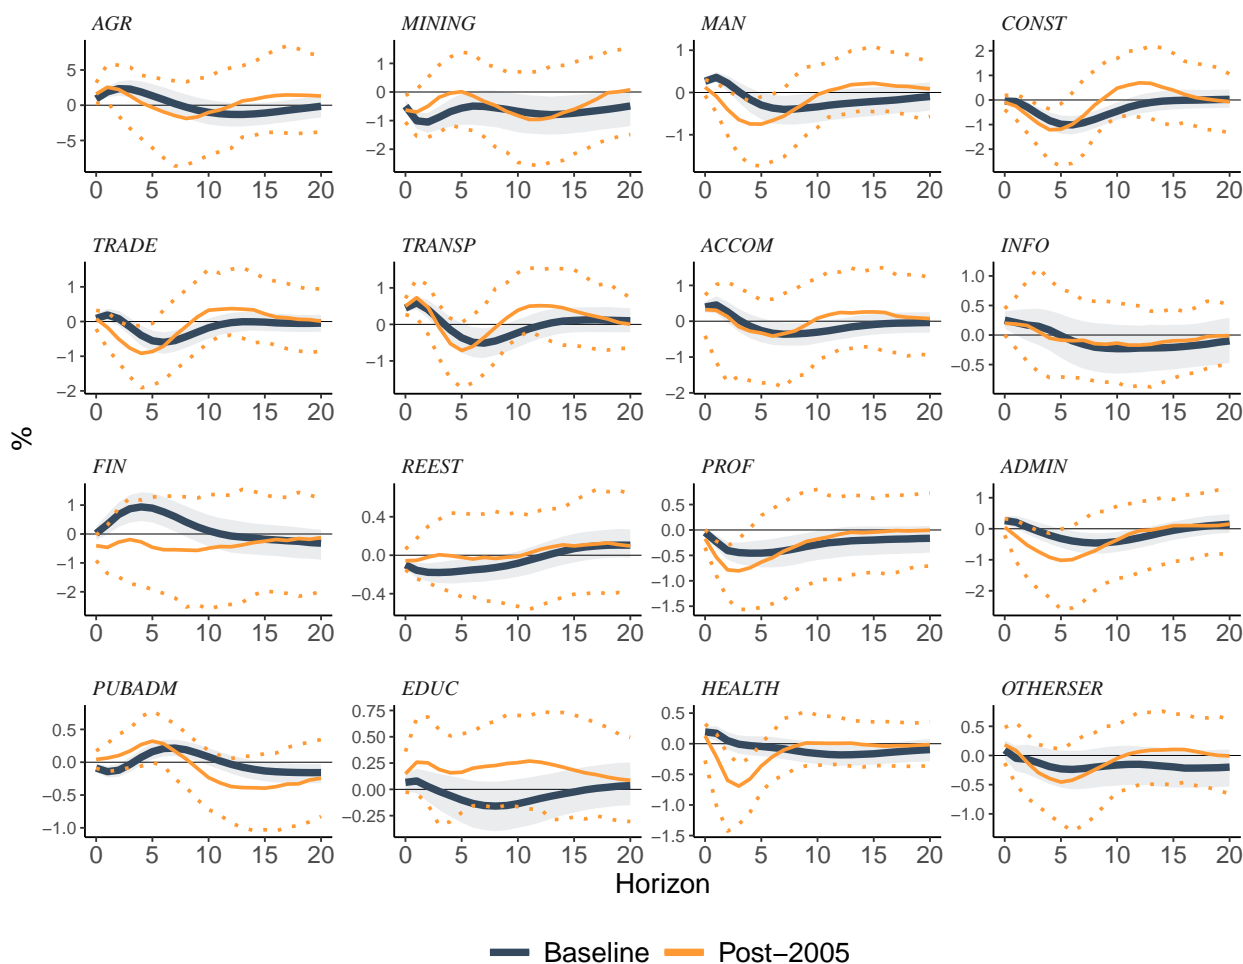 AGR MINING MAN CONST
5 0 −5
0 −1 −2
1 0 −1
2 1 0 −1 −2
0 5 10 15 20 0 5 10 15 20 0 5 10 15 20 0 5 10 15 20
TRADE TRANSP ACCOM INFO
1 0 −1 −2
1 0 −1
1 0 −1 −2
1.0 0.5 0.0 −0.5
0 5 10 15 20 0 5 10 15 20 0 5 10 15 20 0 5 10 15 20
%
FIN REEST PROF ADMIN
1 0 −1 −2
0.4 0.0 −0.4
0.5 0.0 −0.5 −1.0 −1.5
1 0 −1 −2
0 5 10 15 20 0 5 10 15 20 0 5 10 15 20 0 5 10 15 20
PUBADM EDUC HEALTH OTHERSER
0.5 0.0 −0.5 −1.0
0.75 0.50 0.25 0.00 −0.25
0.5 0.0 −0.5 −1.0 −1.5
0.5 0.0 −0.5 −1.0
0 5 10 15 20 0 5 10 15 20 0 5 10 15 20 0 5 10 15 20
Horizon
Baseline Post−2005